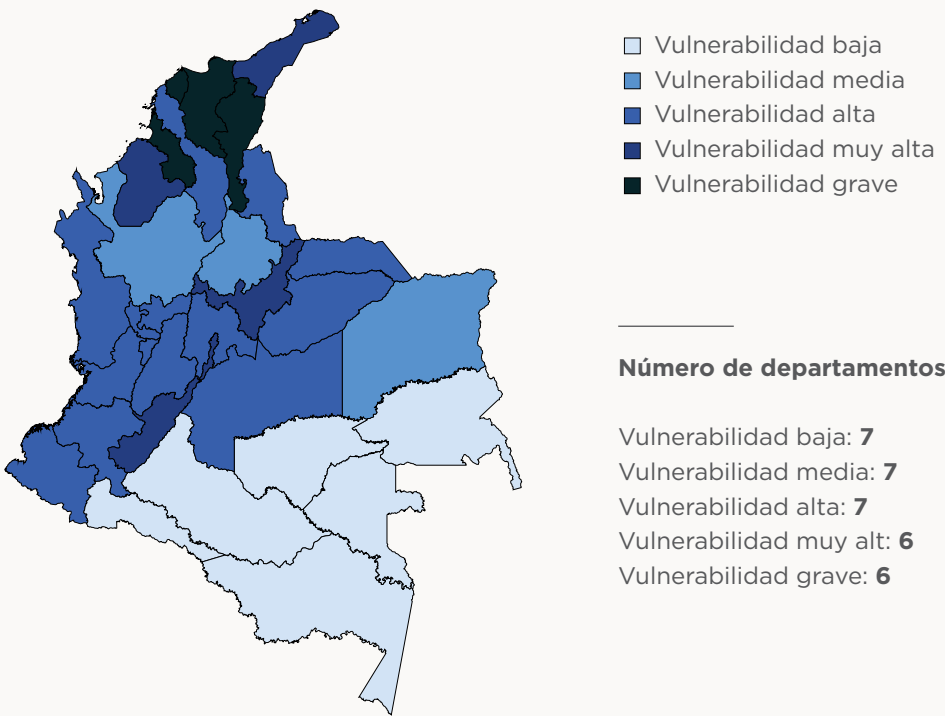 Vulnerabilidad baja
Vulnerabilidad media
Vulnerabilidad alta
Vulnerabilidad muy alta
Vulnerabilidad grave
Número de departamentos
Vulnerabilidad baja: 7
Vulnerabilidad media: 7
Vulnerabilidad alta: 7
Vulnerabilidad muy alt: 6
Vulnerabilidad grave: 6